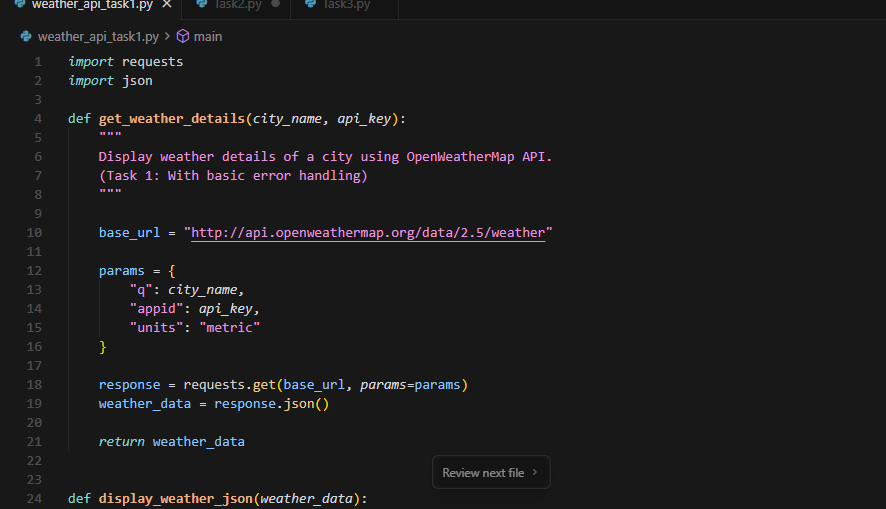 weather_api_task1.py Task2.py Task3.py
weather_api_task1.py > main
1 import requests
2 import json
3
4 def get_weather_details(city_name, api_key):
5 """
6 Display weather details of a city using OpenWeatherMap API.
7 (Task 1: With basic error handling)
8 """
9
10 base_url = "http://api.openweathermap.org/data/2.5/weather"
11
12 params = {
13 "q": city_name,
14 "appid": api_key,
15 "units": "metric"
16 }
17
18 response = requests.get(base_url, params=params)
19 weather_data = response.json()
20
21 return weather_data
22
Review next file >
23
24 def display_weather_json(weather_data):